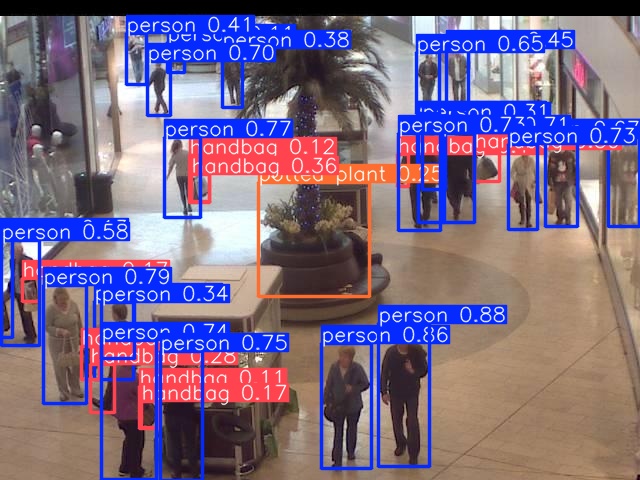 person 0.41
person 0.38
person 0.70
person 0.65
.45
person 0.31
person 0.77
person 0.73
.71
person 0.73
handbag 0.12
handbag 0.36
potted plant 0.25
person 0.58
handbag 0.17
person 0.79
person 0.34
person 0.74
person 0.75
handbag 0.28
handbag 0.11
handbag 0.17
person 0.88
person 0.86